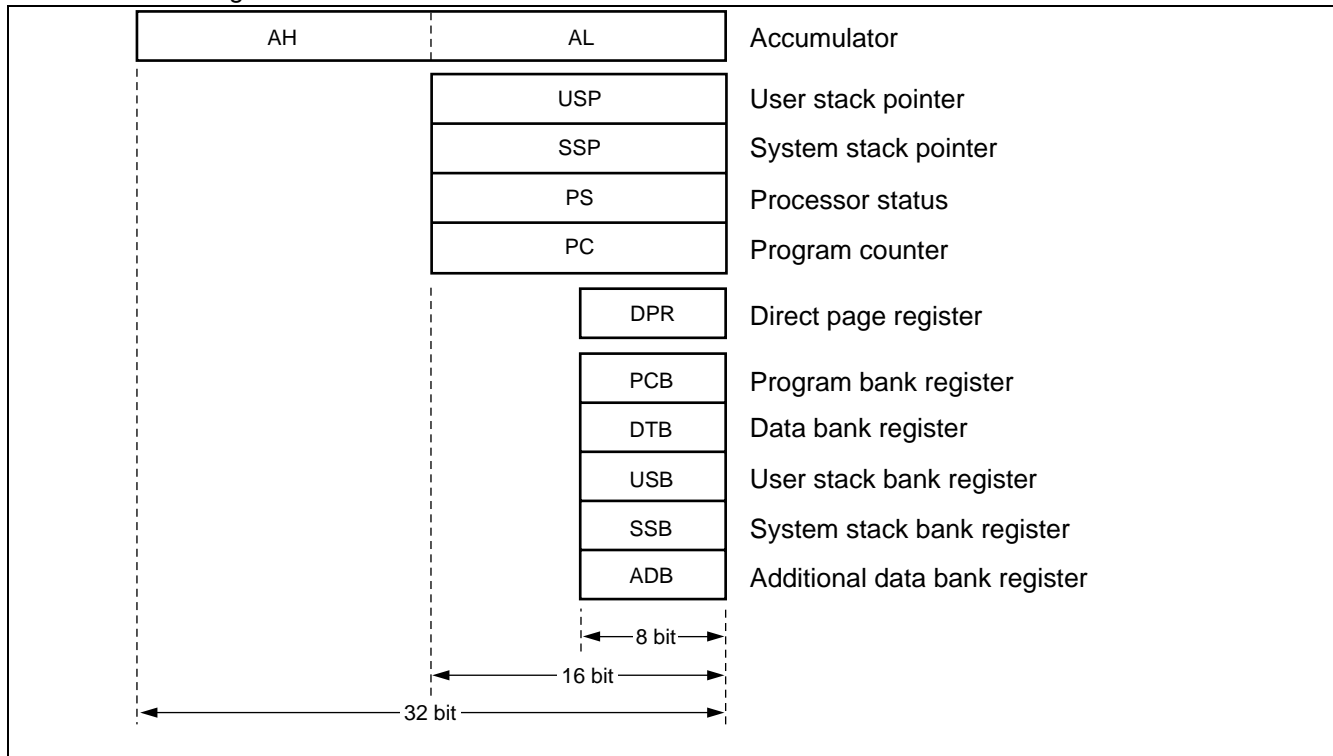 AH AL Accumulator
USP User stack pointer
SSP System stack pointer
PS Processor status
PC Program counter
DPR Direct page register
PCB Program bank register
DTB Data bank register
USB User stack bank register
SSB System stack bank register
ADB Additional data bank register
8 bit
16 bit
32 bit